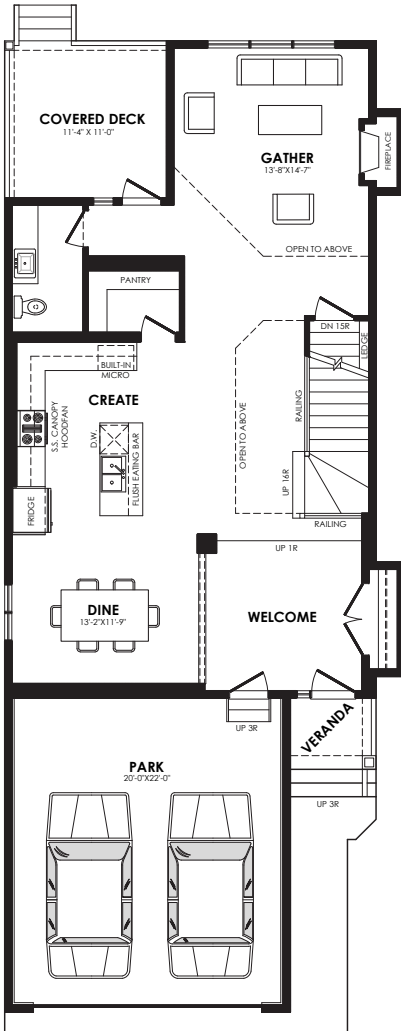 COVERED DECK
11'-4" X 11'-0"
GATHER
13'-8"X14'-7"
FIREPLACE
OPEN TO ABOVE
PANTRY
DN 15R
LEDGE
BUILT-IN
MICRO
CREATE
S.S. CANOPY
HOODFAN
D.W.
FLUSH EATING BAR
OPEN TO ABOVE
RAILING
FRIDGE
UP 16R
RAILING
UP 1R
DINE
13'-2"X11'-9"
WELCOME
UP 3R
VERANDA
PARK
20'-0"X22'-0"
UP 3R